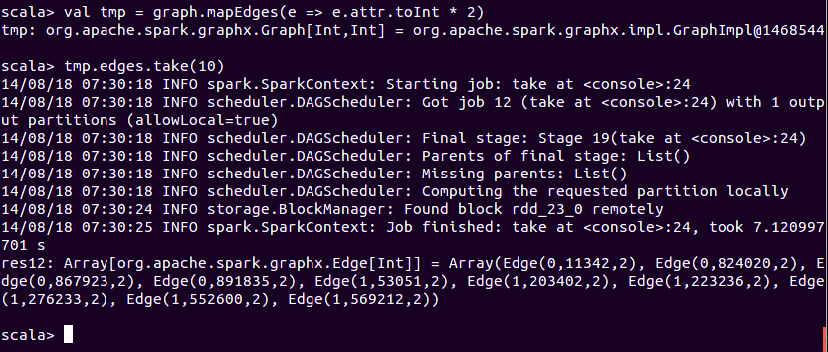 scala> val tmp = graph.mapEdges(e => e.attr.toInt * 2)
tmp: org.apache.spark.graphx.Graph[Int,Int] = org.apache.spark.graphx.impl.GraphImpl@1468544
scala> tmp.edges.take(10)
14/08/18 07:30:18 INFO spark.SparkContext: Starting job: take at <console>:24
14/08/18 07:30:18 INFO scheduler.DAGScheduler: Got job 12 (take at <console>:24) with 1 outp
ut partitions (allowLocal=true)
14/08/18 07:30:18 INFO scheduler.DAGScheduler: Final stage: Stage 19(take at <console>:24)
14/08/18 07:30:18 INFO scheduler.DAGScheduler: Parents of final stage: List()
14/08/18 07:30:18 INFO scheduler.DAGScheduler: Missing parents: List()
14/08/18 07:30:18 INFO scheduler.DAGScheduler: Computing the requested partition locally
14/08/18 07:30:24 INFO storage.BlockManager: Found block rdd_23_0 remotely
14/08/18 07:30:25 INFO spark.SparkContext: Job finished: take at <console>:24, took 7.120997
701 s
res12: Array[org.apache.spark.graphx.Edge[Int]] = Array(Edge(0,11342,2), Edge(0,824020,2), E
dge(0,867923,2), Edge(0,891835,2), Edge(1,53051,2), Edge(1,203402,2), Edge(1,223236,2), Edge
(1,276233,2), Edge(1,552600,2), Edge(1,569212,2))
scala>